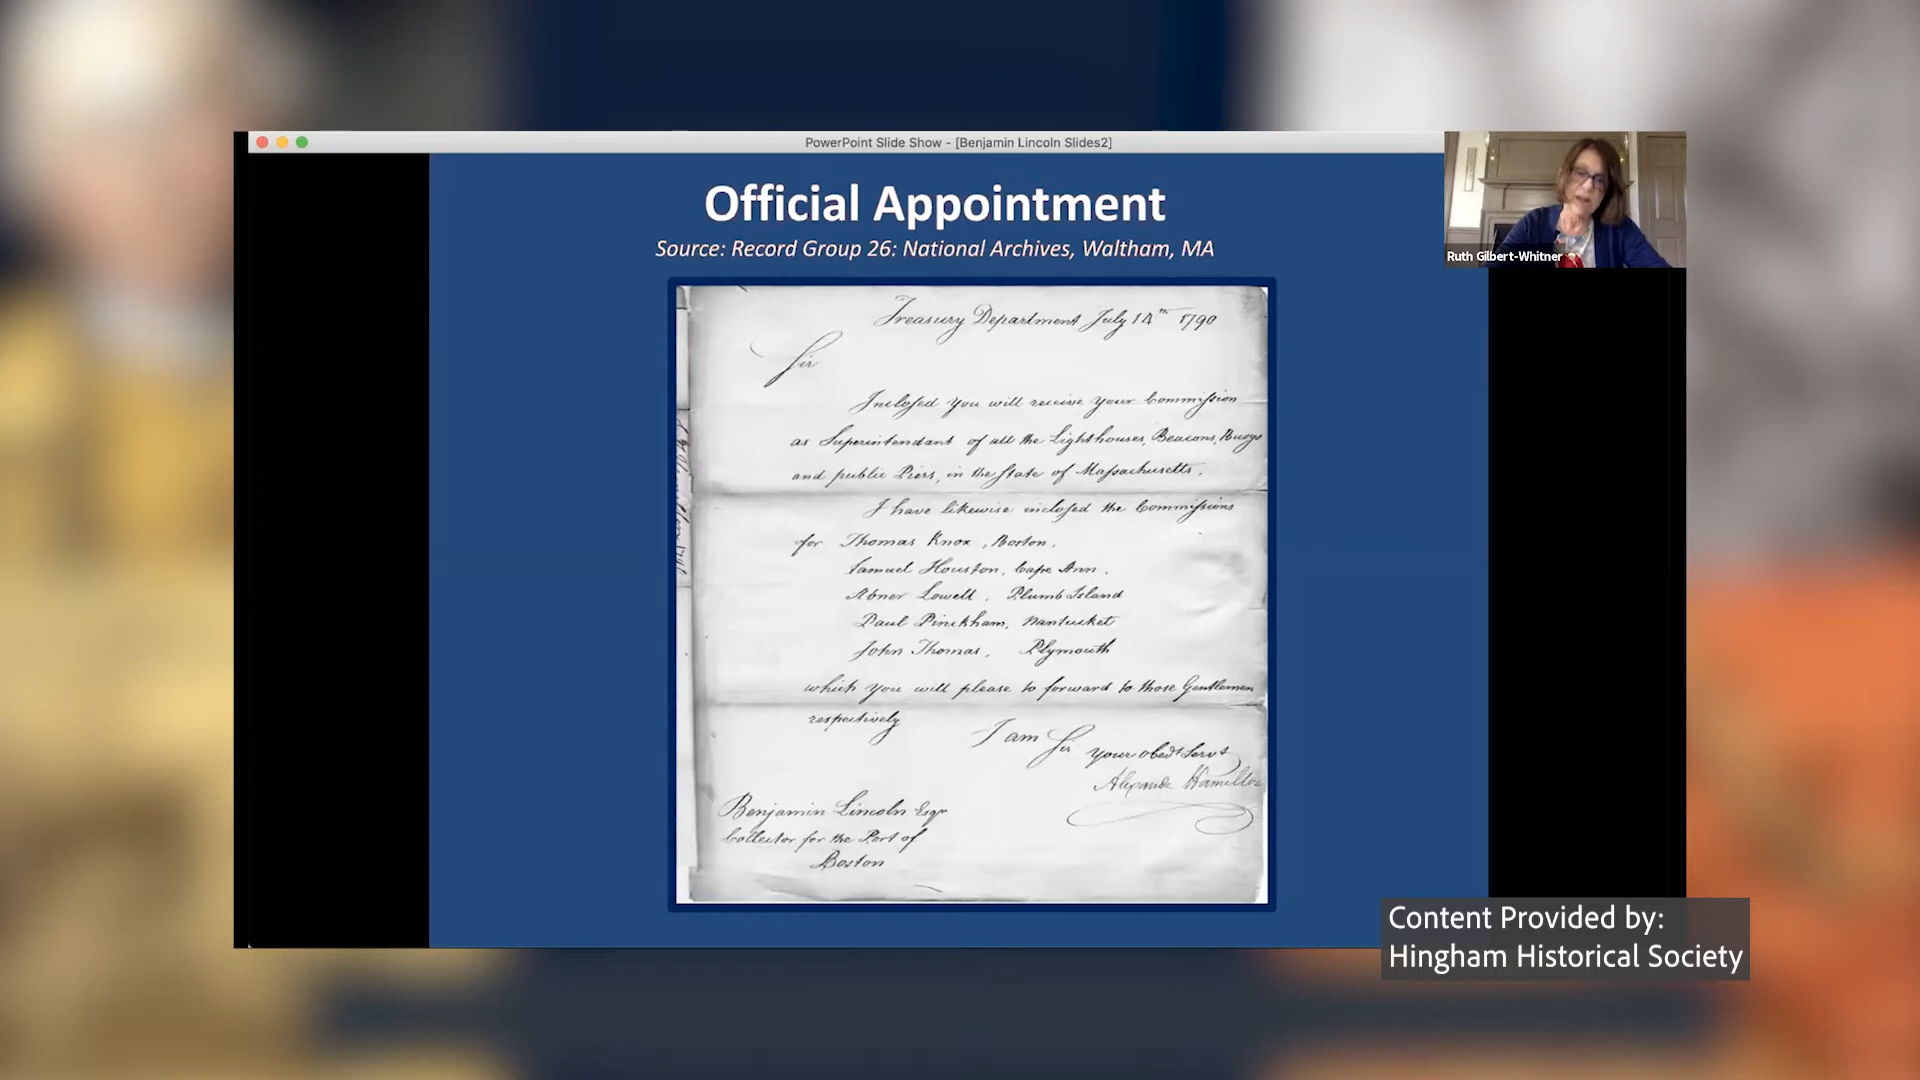 PowerPoint Slide Show - [Benjamin Lincoln Slides2]
Official Appointment
Source: Record Group 26: National Archives, Waltham, MA
Treasury Department July 14th 1790
Sir
Inclosed you will receive your Commission
as Superintendant of all the Lighthouses, Beacons, Buoys
and public Piers, in the State of Massachusetts.
I have likewise inclosed the Commissions
for Thomas Knox, Boston.
Samuel Houston, Cape Ann.
Abner Lowell. Plumb Island
Paul Pinckham, Nantucket
John Thomas. Plymouth
which you will please to forward to those Gentlemen
respectively
I am Sir your obedt Servt
Alexander Hamilton
Benjamin Lincoln Esqr
Collector for the Port of
Boston
Ruth Gilbert-Whitner
Content Provided by:
Hingham Historical Society